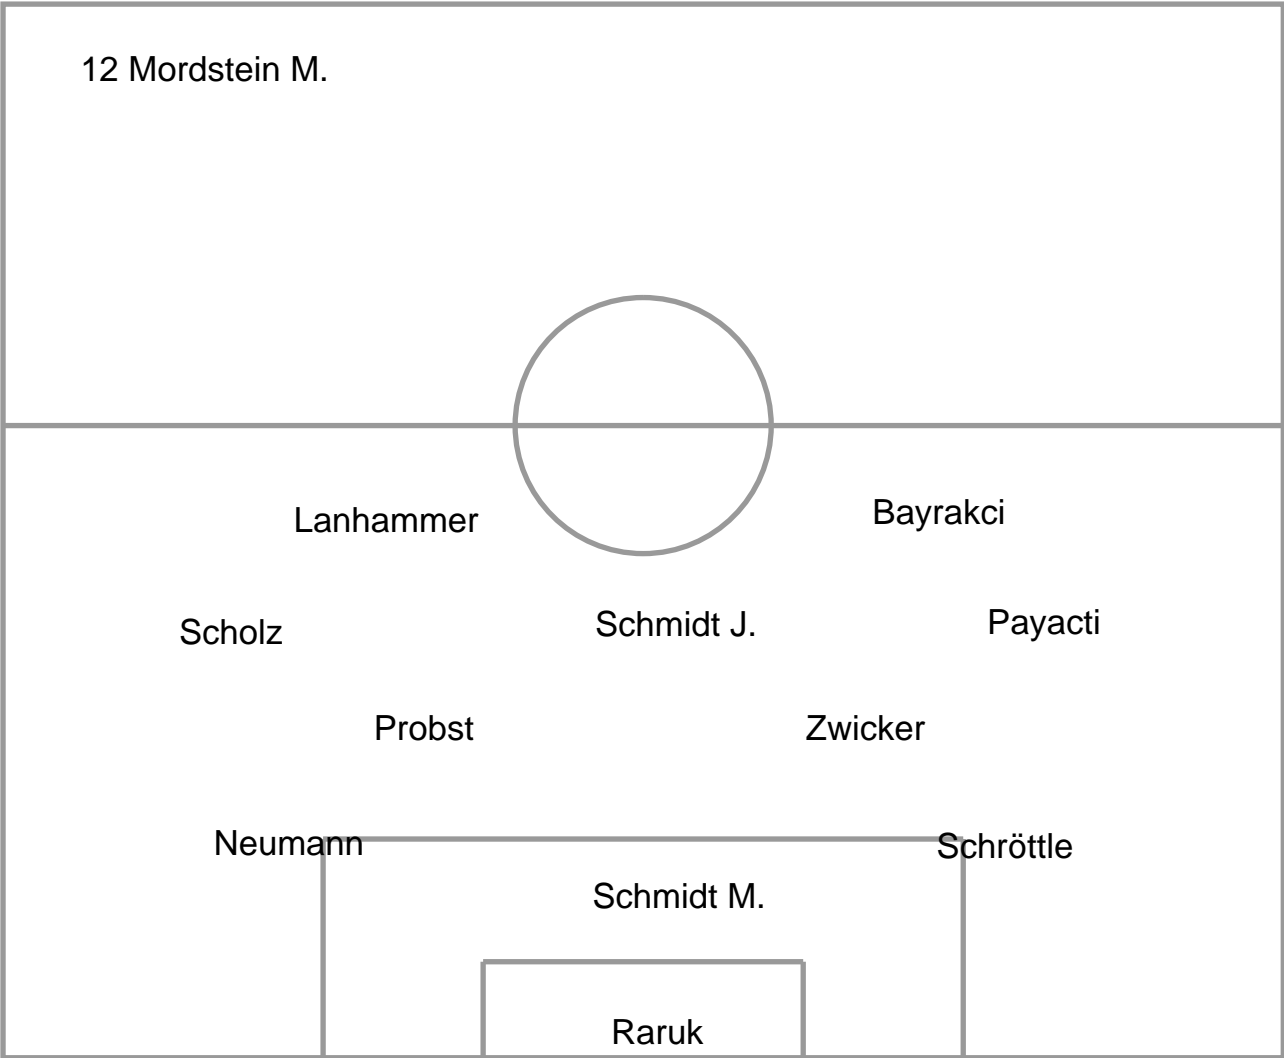 12 Mordstein M.
Lanhammer
Bayrakci
Scholz
Schmidt J.
Payacti
Probst
Zwicker
Neumann
Schröttle
Schmidt M.
Raruk